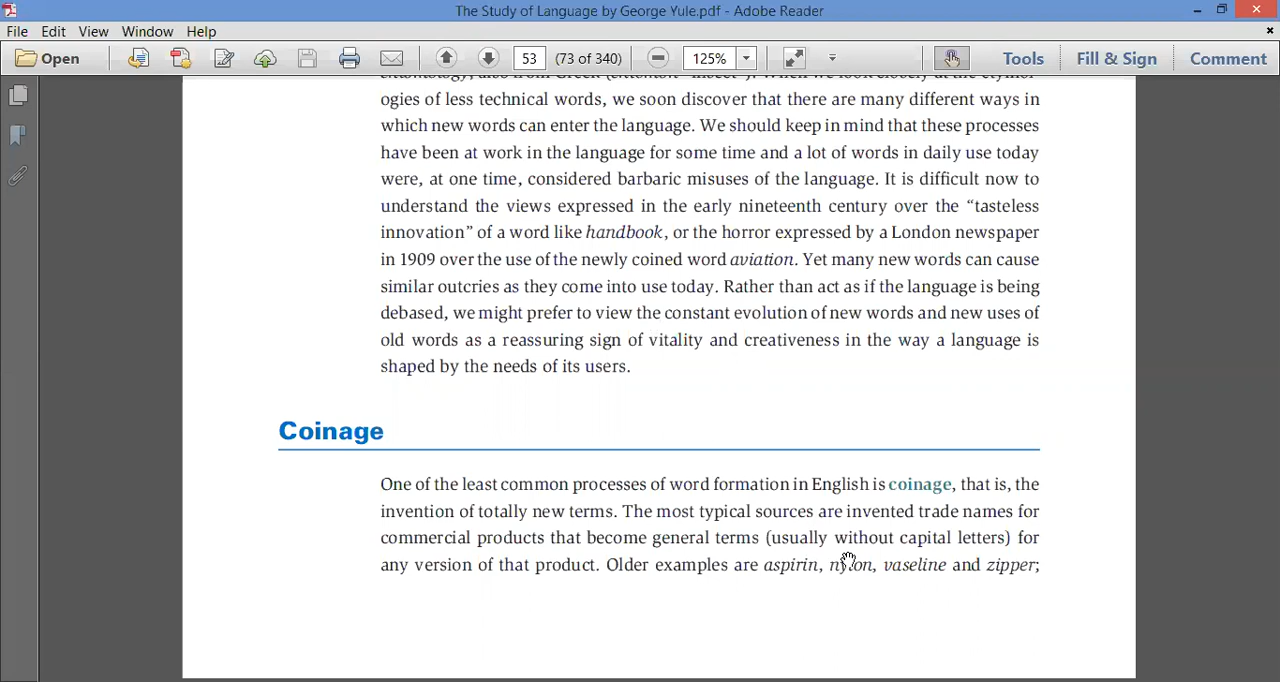 The Study of Language by George Yule.pdf - Adobe Reader
File Edit View Window Help
Open 53 (73 of 340) 125% Tools Fill & Sign Comment
ogies of less technical words, we soon discover that there are many different ways in
which new words can enter the language. We should keep in mind that these processes
have been at work in the language for some time and a lot of words in daily use today
were, at one time, considered barbaric misuses of the language. It is difficult now to
understand the views expressed in the early nineteenth century over the “tasteless
innovation” of a word like handbook, or the horror expressed by a London newspaper
in 1909 over the use of the newly coined word aviation. Yet many new words can cause
similar outcries as they come into use today. Rather than act as if the language is being
debased, we might prefer to view the constant evolution of new words and new uses of
old words as a reassuring sign of vitality and creativeness in the way a language is
shaped by the needs of its users.
Coinage
One of the least common processes of word formation in English is coinage, that is, the
invention of totally new terms. The most typical sources are invented trade names for
commercial products that become general terms (usually without capital letters) for
any version of that product. Older examples are aspirin, nylon, vaseline and zipper;